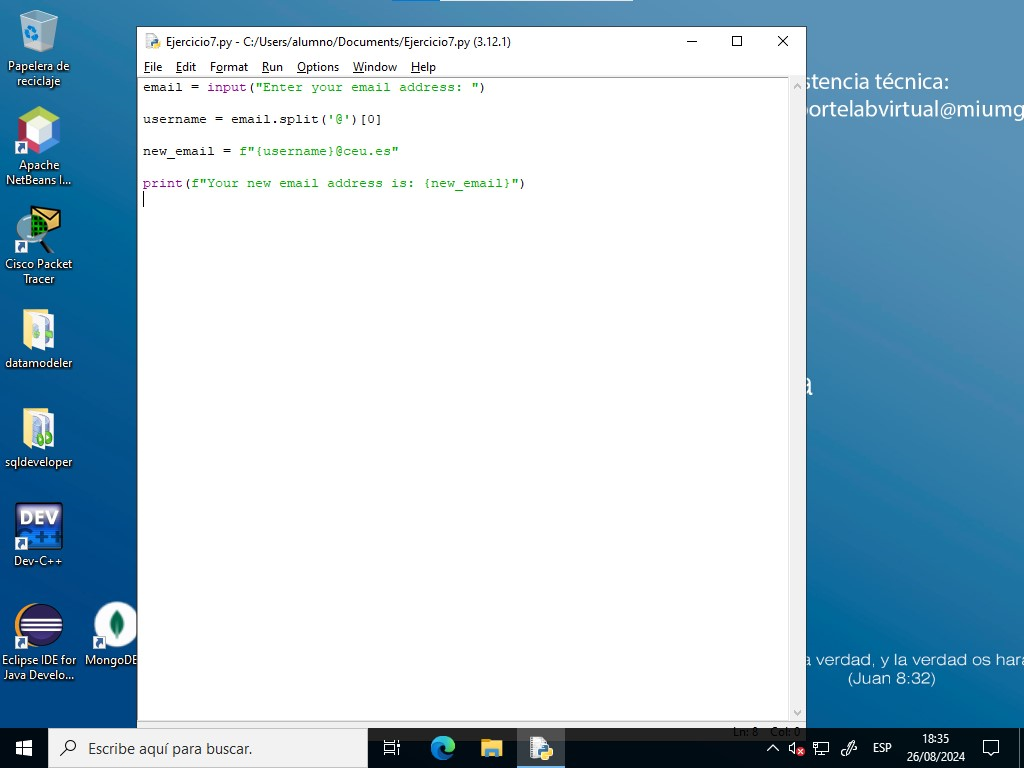 Papelera de
reciclaje
Apache
NetBeans I...
Cisco Packet
Tracer
datamodeler
sqldeveloper
DEV
C++
Dev-C++
Eclipse IDE for
Java Develo...
MongoDB
Ejercicio7.py - C:/Users/alumno/Documents/Ejercicio7.py (3.12.1)
File Edit Format Run Options Window Help
email = input("Enter your email address: ")
username = email.split('@')[0]
new_email = f"{username}@ceu.es"
print(f"Your new email address is: {new_email}")
Ln: 8 Col: 0
stencia técnica:
ortelabvirtual@miumg
a
a verdad, y la verdad os hará
(Juan 8:32)
Escribe aquí para buscar.
ESP
18:35
26/08/2024